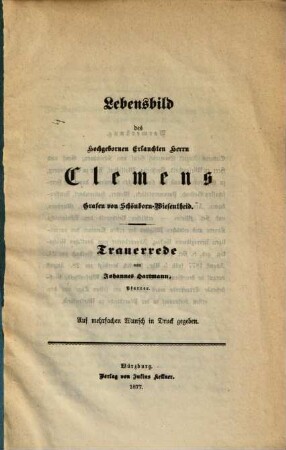 Lebensbild
des
Hochgebornen Erlauchten Herrn
Clemens
Grafen von Schönborn-Wiesentheid.
Trauerrede
von
Johannes Hartmann,
Pfarrer.
Auf mehrfachen Wunsch in Druck gegeben.
Würzburg.
Verlag von Julius Kellner.
1877.